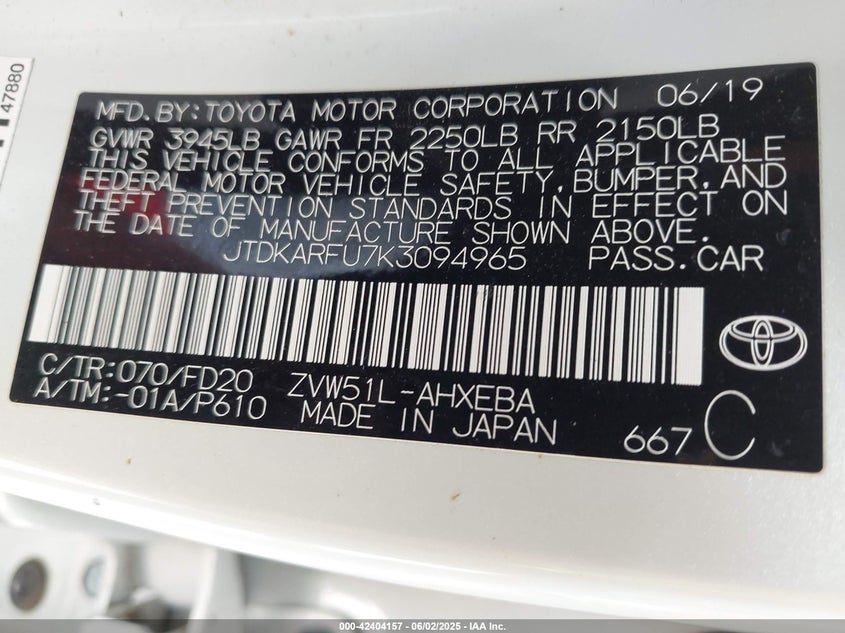 47880
MFD.BY:TOYOTA MOTOR CORPORATION 06/19
GVWR 3945LB GAWR FR 2250LB RR 2150LB
THIS VEHICLE CONFORMS TO ALL APPLICABLE
FEDERAL MOTOR VEHICLE SAFETY,BUMPER,AND
THEFT PREVENTION STANDARDS IN EFFECT ON
THE DATE OF MANUFACTURE SHOWN ABOVE.
JTDKARFU7K3094965 PASS.CAR
C/TR:070/FD20 ZVW51L-AHXEBA
A/TM:-01A/P610 MADE IN JAPAN
667 C
000-42404157 - 06/02/2025 - IAA Inc.